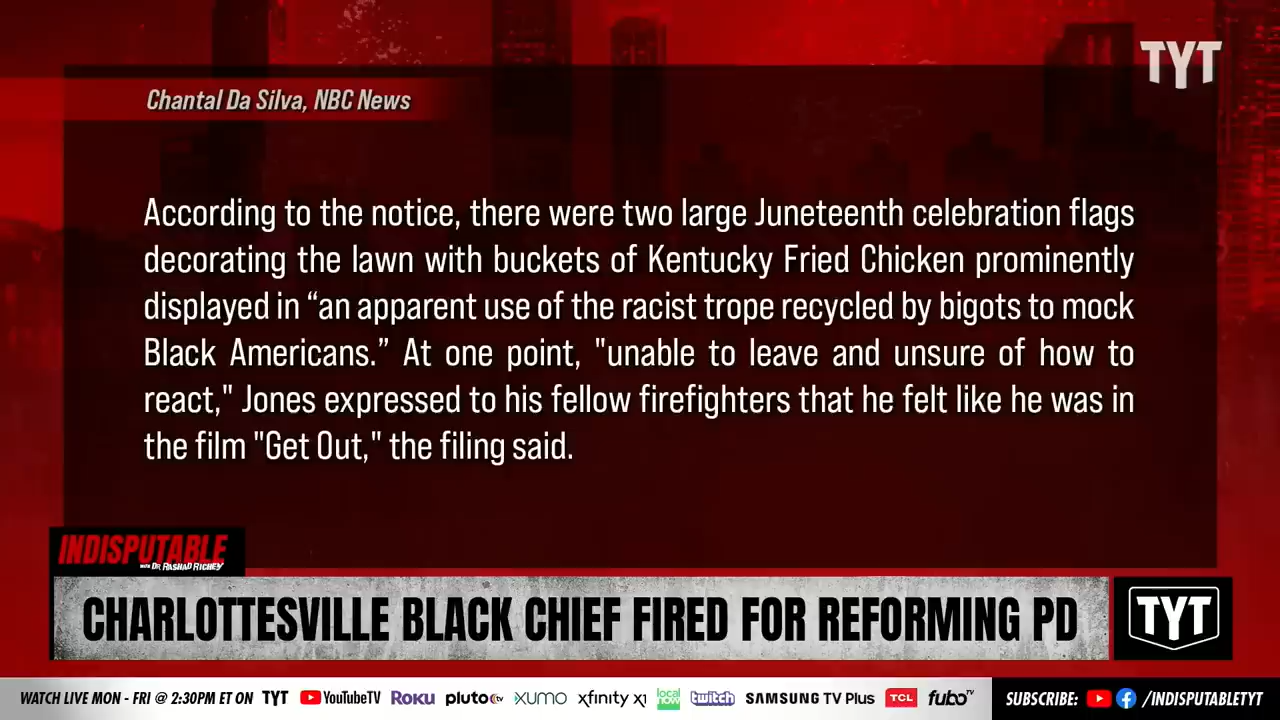 TYT
Chantal Da Silva, NBC News
According to the notice, there were two large Juneteenth celebration flags
decorating the lawn with buckets of Kentucky Fried Chicken prominently
displayed in “an apparent use of the racist trope recycled by bigots to mock
Black Americans.” At one point, "unable to leave and unsure of how to
react," Jones expressed to his fellow firefighters that he felt like he was in
the film "Get Out," the filing said.
INDISPUTABLE
WITH DR. RASHAD RICHEY
CHARLOTTESVILLE BLACK CHIEF FIRED FOR REFORMING PD
TYT
WATCH LIVE MON - FRI @ 2:30PM ET ON TYT YouTubeTV ROKU pluto tv XUMO xfinity x1 local now twitch SAMSUNG TV Plus TCL fubo TV SUBSCRIBE: /INDISPUTABLETYT